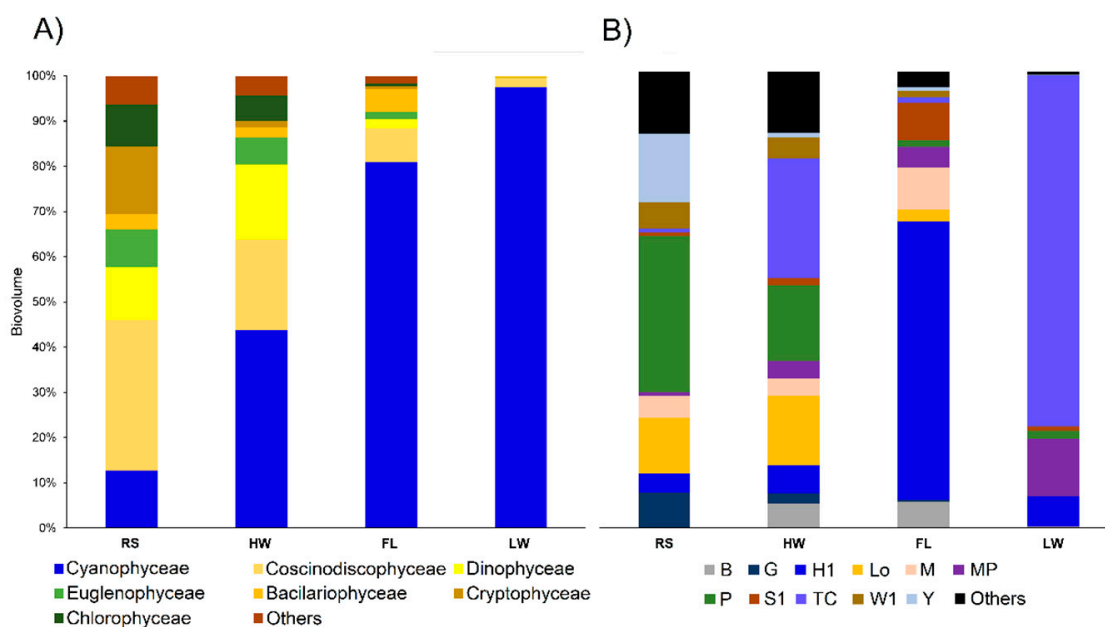 A)
B)
100%
90%
80%
70%
60%
50%
40%
30%
20%
10%
0%
Biovolume
RS HW FL LW
RS HW FL LW
Cyanophyceae Coscinodiscophyceae Dinophyceae
Euglenophyceae Bacilariophyceae Cryptophyceae
Chlorophyceae Others
B G H1 Lo M MP
P S1 TC W1 Y Others